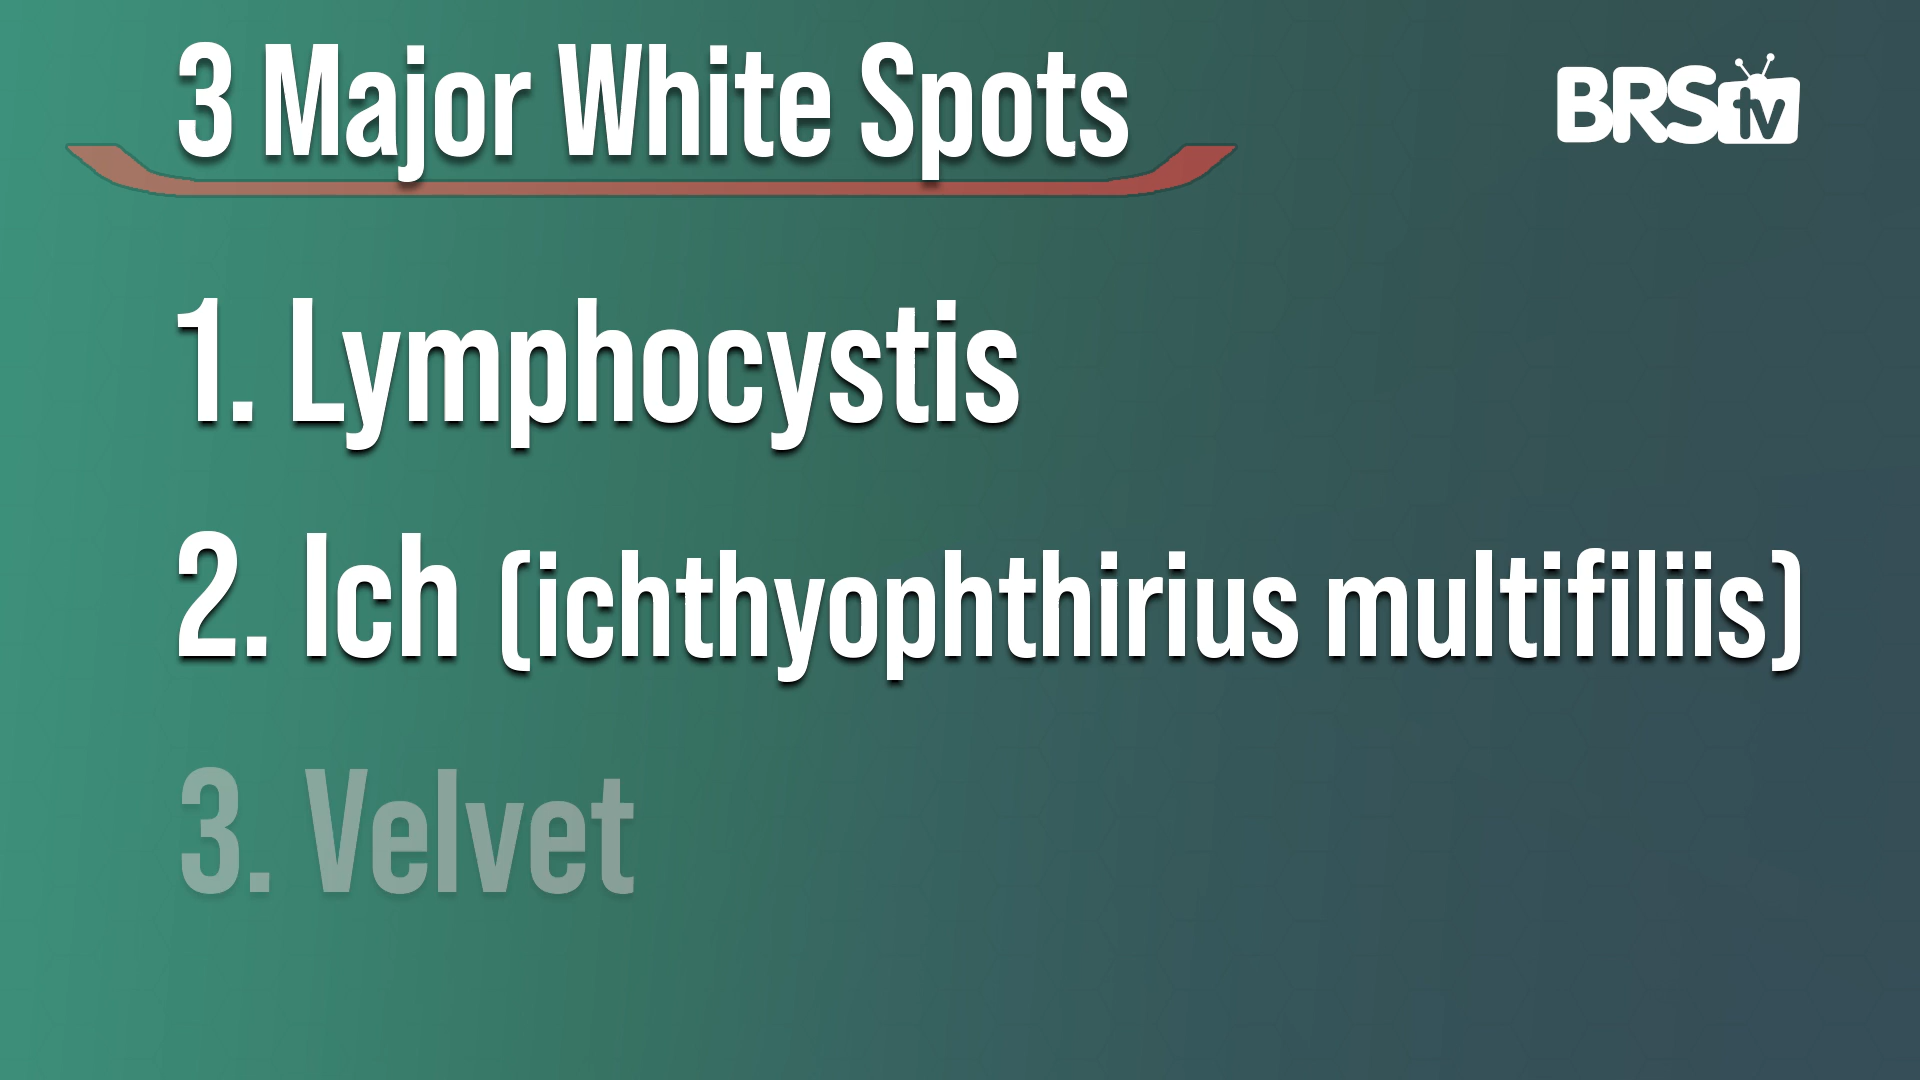 3 Major White Spots
BRStv
1. Lymphocystis
2. Ich (ichthyophthirius multifiliis)
3. Velvet